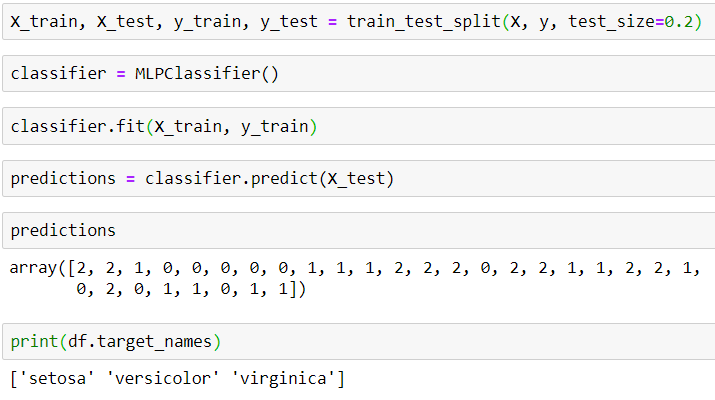 X_train, X_test, y_train, y_test = train_test_split(X, y, test_size=0.2)
classifier = MLPClassifier()
classifier.fit(X_train, y_train)
predictions = classifier.predict(X_test)
predictions
array([2, 2, 1, 0, 0, 0, 0, 0, 1, 1, 1, 2, 2, 2, 0, 2, 2, 1, 1, 2, 2, 1,
0, 2, 0, 1, 1, 0, 1, 1])
print(df.target_names)
['setosa' 'versicolor' 'virginica']